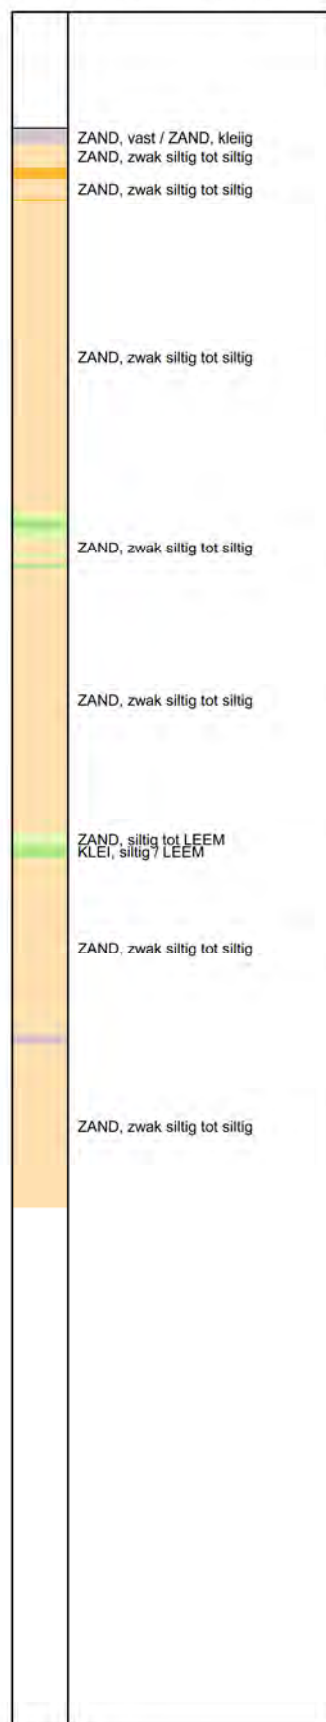 ZAND, vast / ZAND, kleiig
ZAND, zwak siltig tot siltig
ZAND, zwak siltig tot siltig
ZAND, zwak siltig tot siltig
ZAND, zwak siltig tot siltig
ZAND, zwak siltig tot siltig
ZAND, siltig tot LEEM
KLEI, siltig / LEEM
ZAND, zwak siltig tot siltig
ZAND, zwak siltig tot siltig